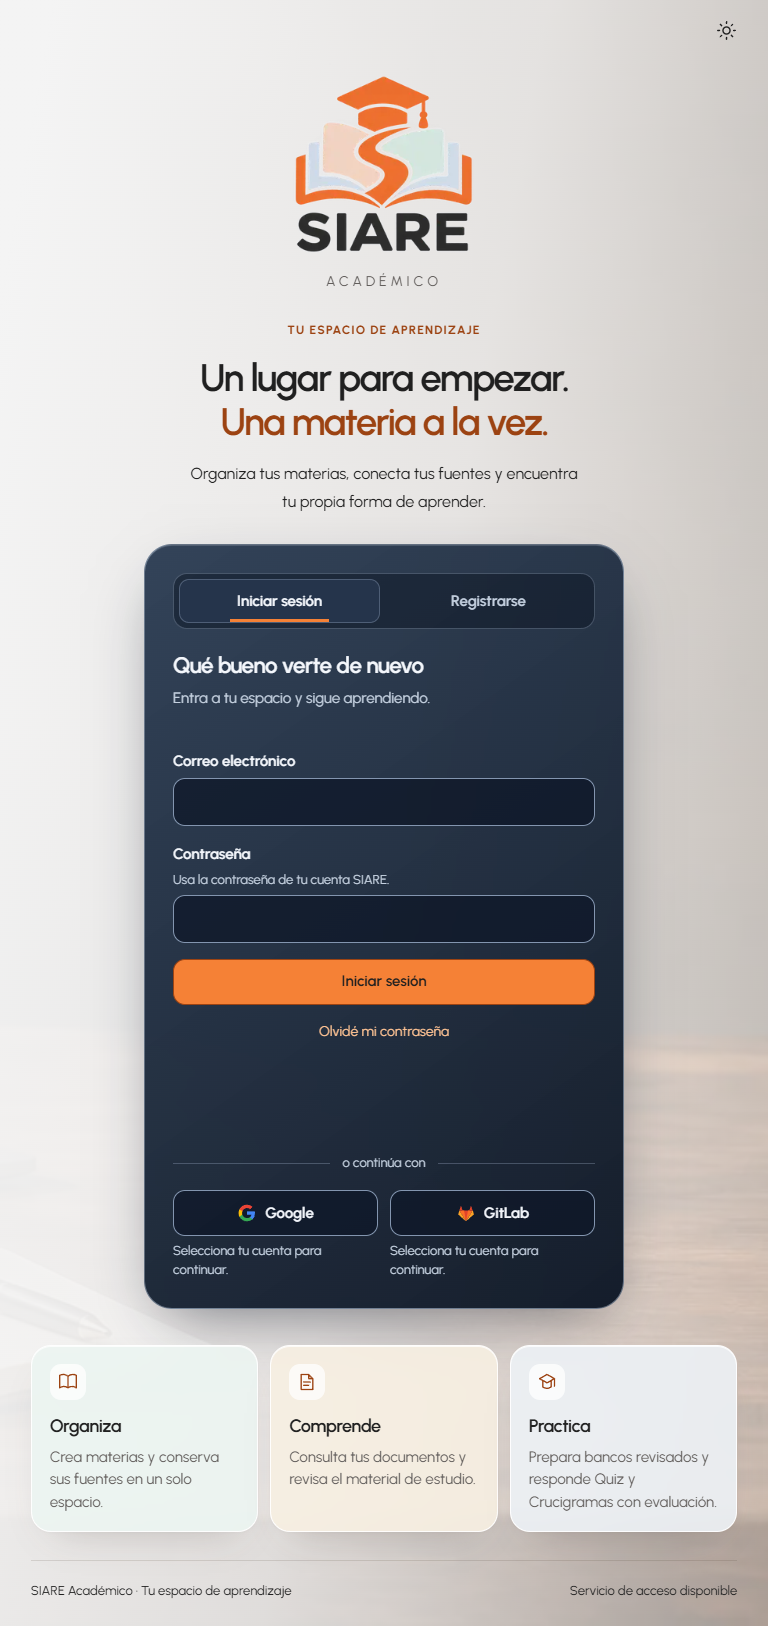 SIARE
ACADÉMICO
TU ESPACIO DE APRENDIZAJE
Un lugar para empezar.
Una materia a la vez.
Organiza tus materias, conecta tus fuentes y encuentra
tu propia forma de aprender.
Iniciar sesión
Registrarse
Qué bueno verte de nuevo
Entra a tu espacio y sigue aprendiendo.
Correo electrónico
Contraseña
Usa la contraseña de tu cuenta SIARE.
Iniciar sesión
Olvidé mi contraseña
o continúa con
Google
GitLab
Selecciona tu cuenta para
continuar.
Selecciona tu cuenta para
continuar.
Organiza
Crea materias y conserva
sus fuentes en un solo
espacio.
Comprende
Consulta tus documentos y
revisa el material de estudio.
Practica
Prepara bancos revisados y
responde Quiz y
Crucigramas con evaluación.
SIARE Académico · Tu espacio de aprendizaje
Servicio de acceso disponible